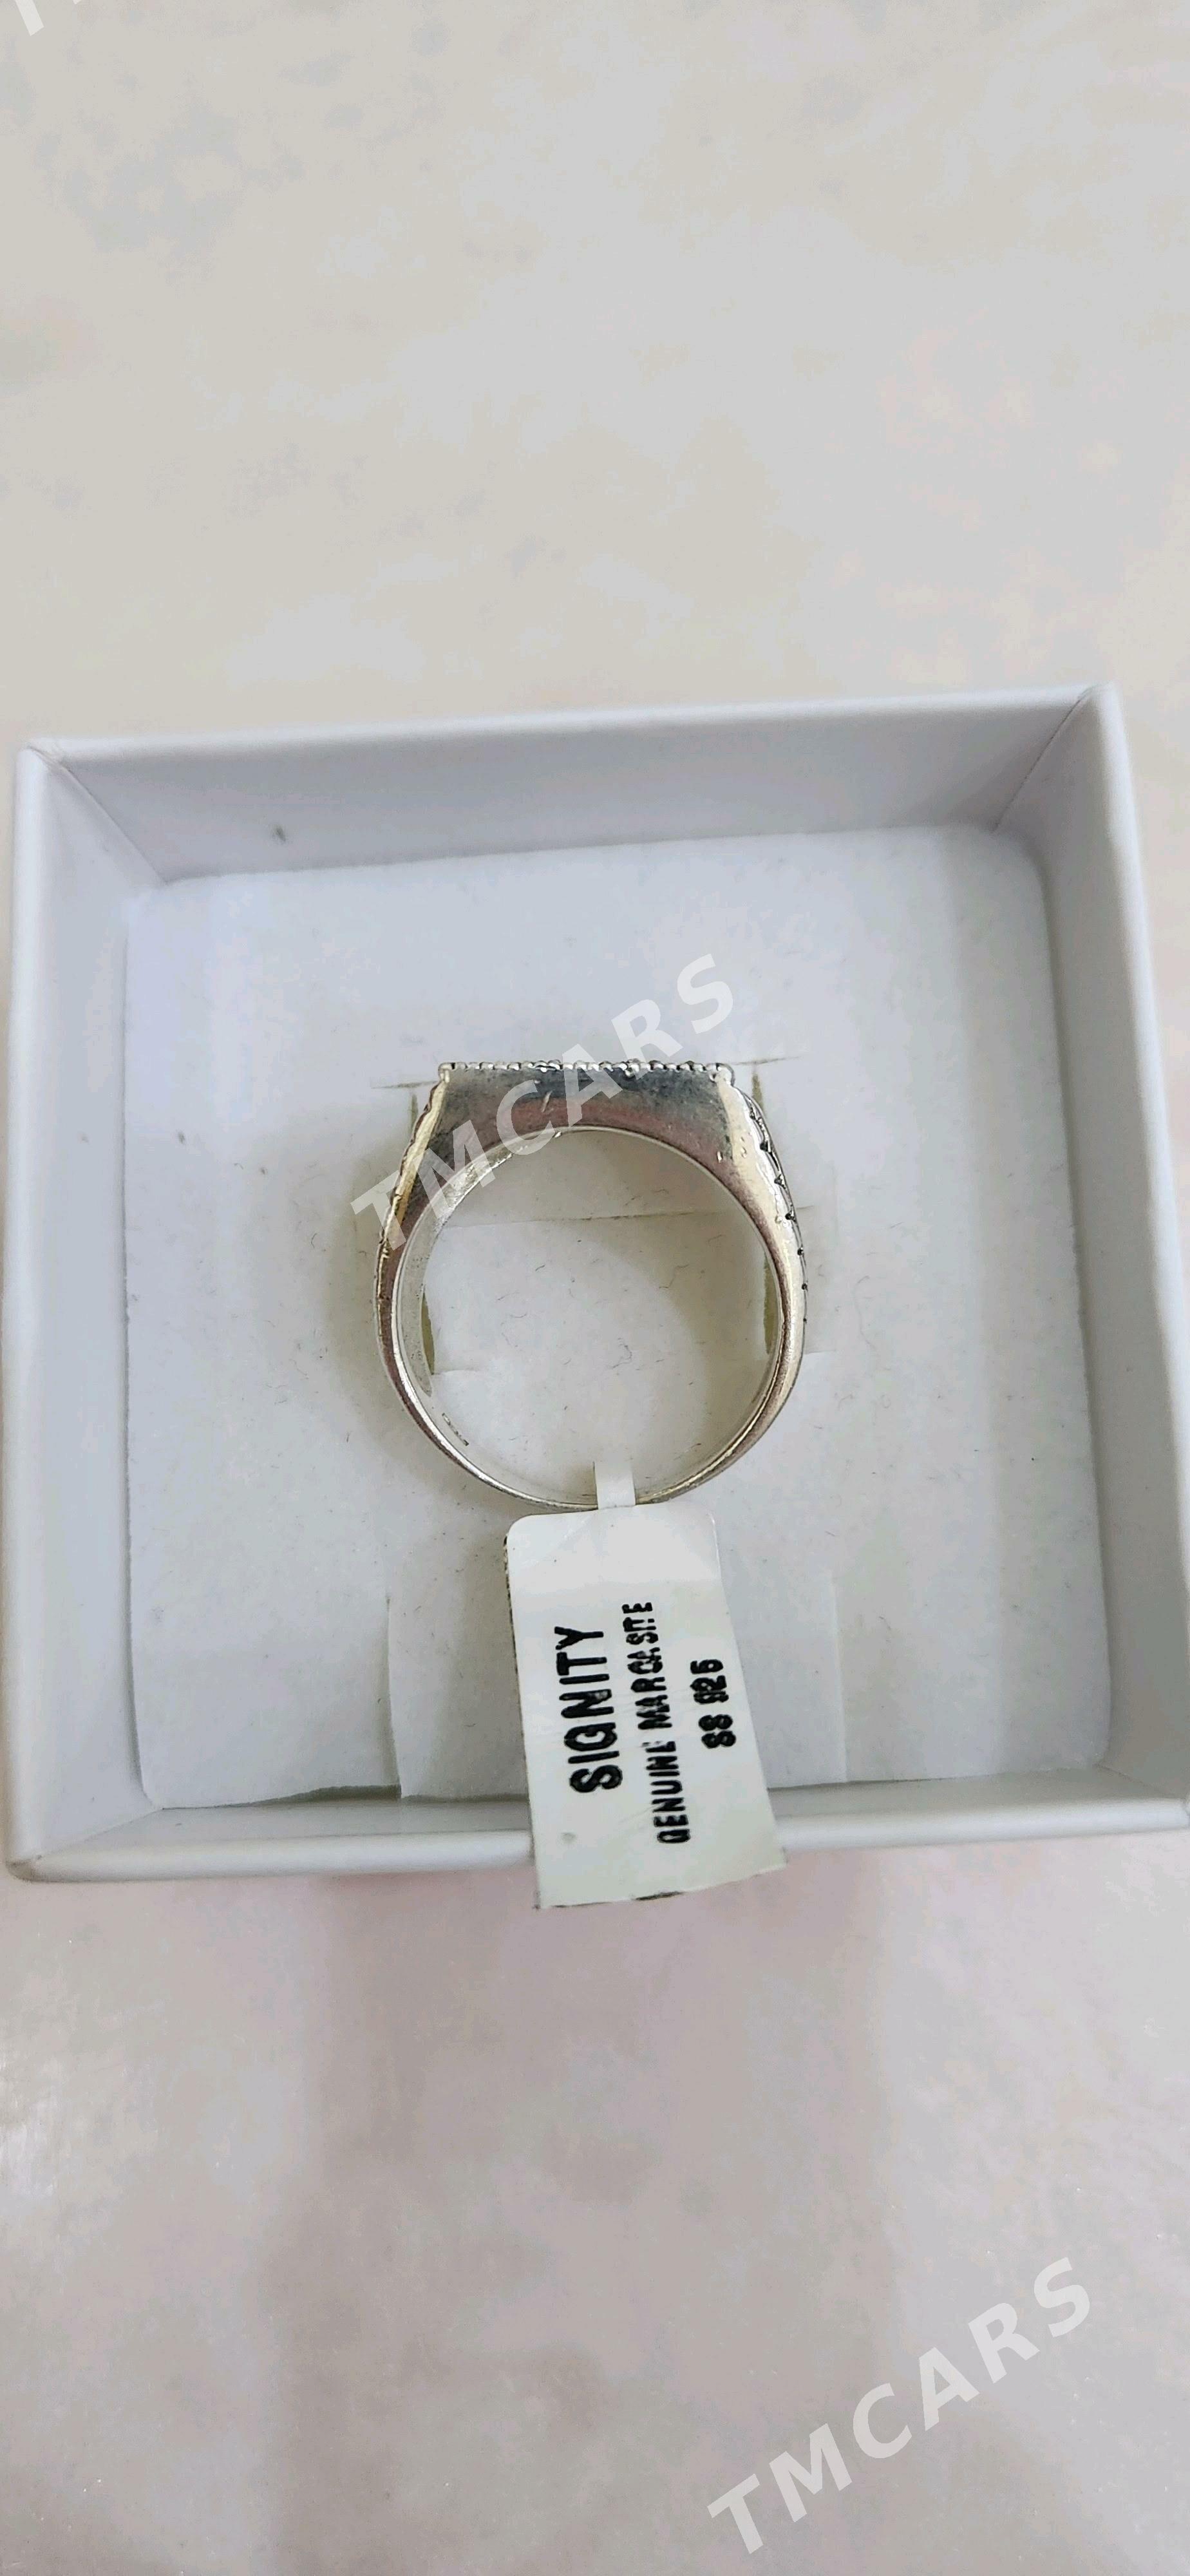 TMCARS
SIGNITY
GENUINE MARCASITE
SS 925
TMCARS